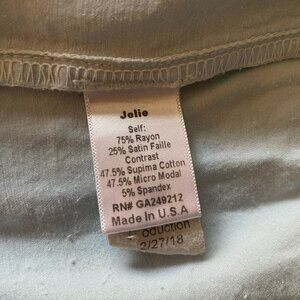 Jolie
Self:
75% Rayon
25% Satin Faille
Contrast
47.5% Supima Cotton
47.5% Micro Modal
5% Spandex
RN# GA249212
Made In U.S.A
oduction
2/27/18